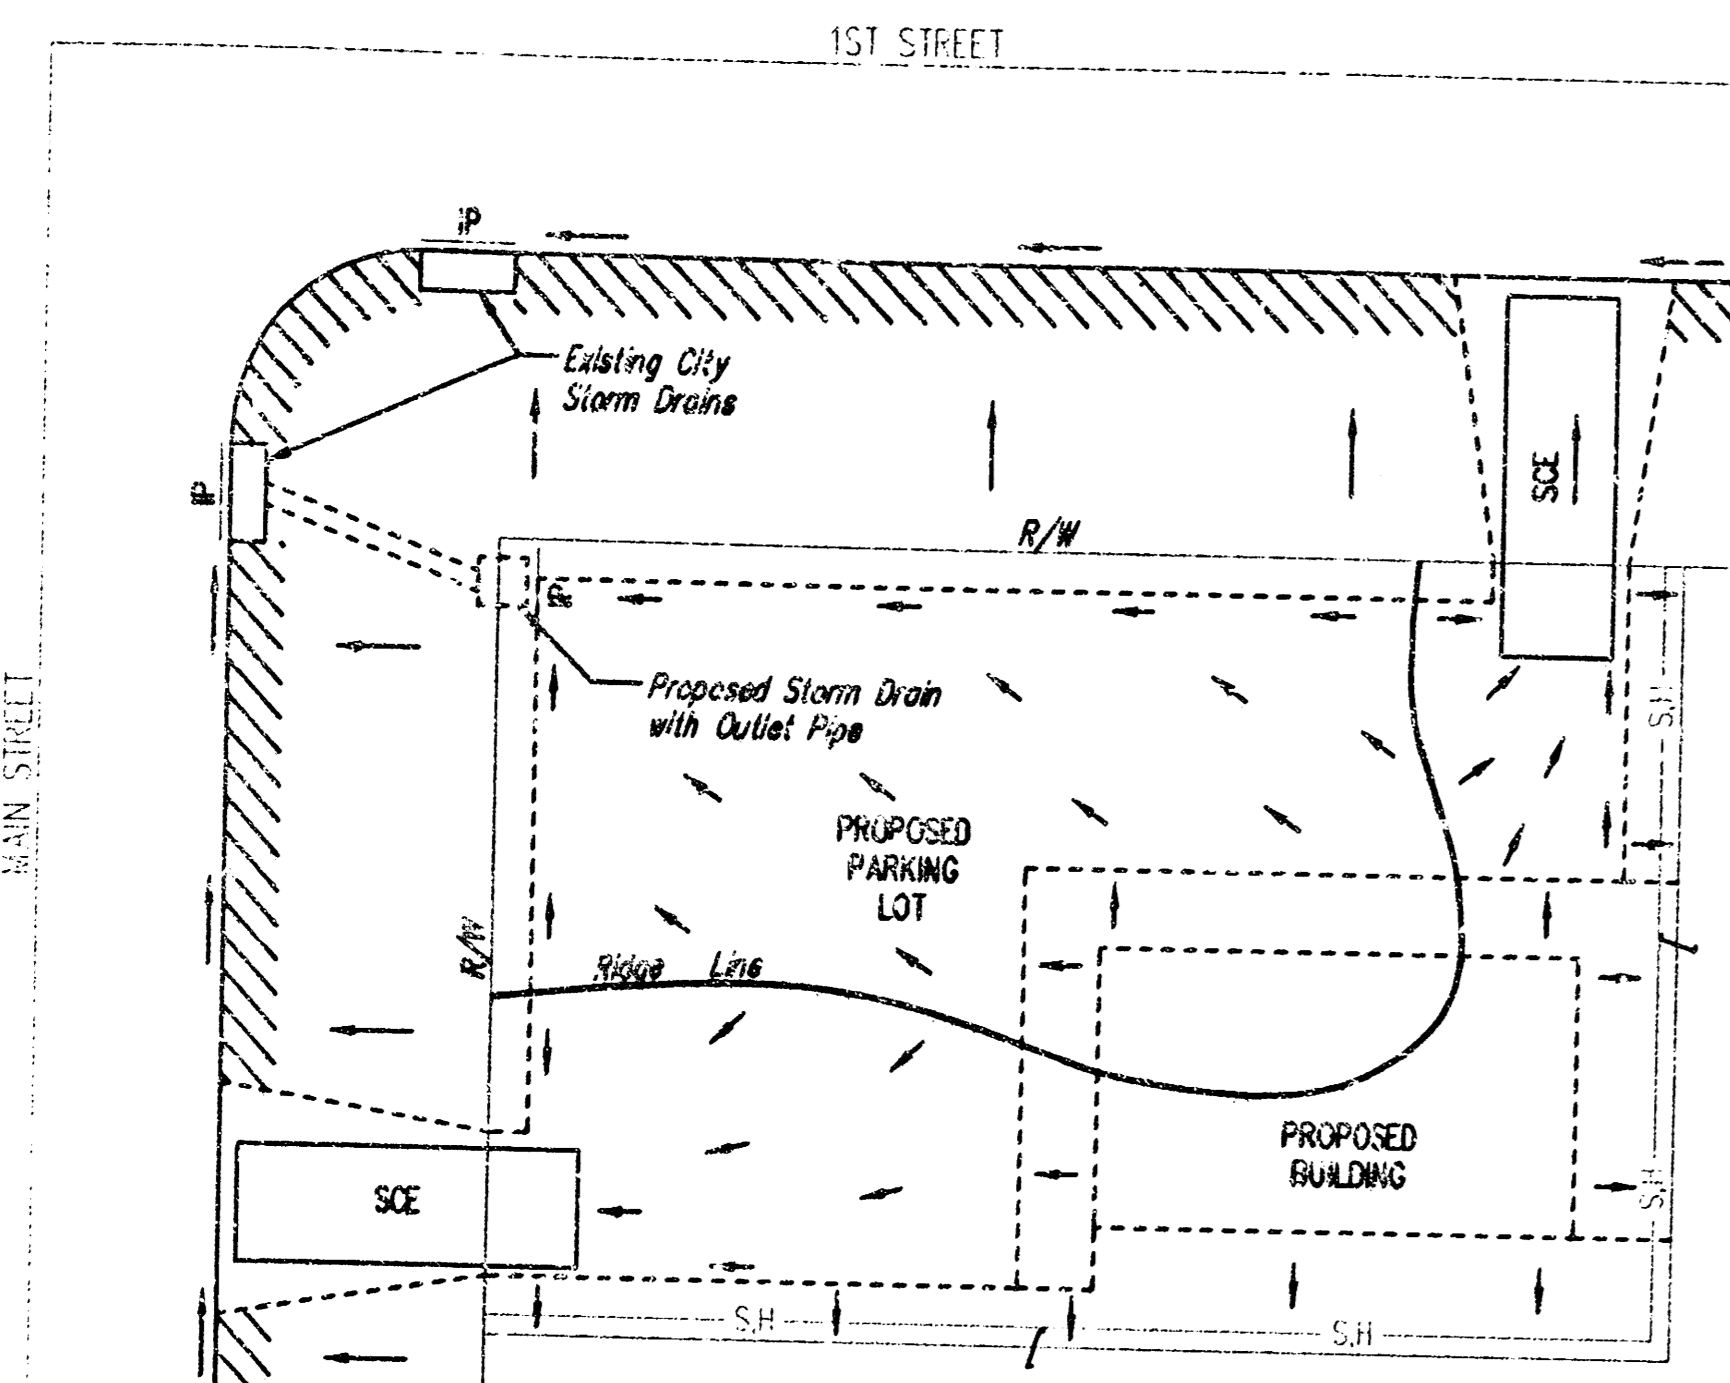 1ST STREET
IP
Existing City
Storm Drains
IP
SCE
R/W
IP
Proposed Storm Drain
with Outlet Pipe
S,H
MAIN STREET
PROPOSED
PARKING
LOT
R/W
Ridge Line
PROPOSED
BUILDING
S,H
SCE
S,H
S,H